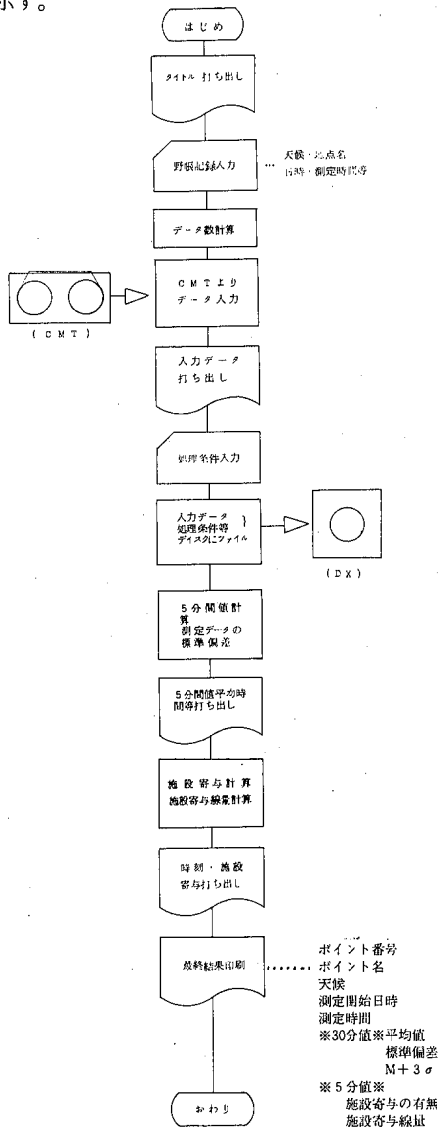 示す。
はじめ
タイトル打ち出し
野帳記録入力
… 天候・地点名
日時・測定時間等
データ数計算
CMTより
データ入力
(CMT)
入力データ
打ち出し
処理条件入力
入力データ
処理条件等
ディスクにファイル
}
(DX)
5分間値計
算
測定データの
標準偏差
5分間値平均時
間等打ち出し
施設寄与計算
施設寄与線量計算
時刻・施設
寄与打ち出し
最終結果印刷
ポイント番号
ポイント名
天候
測定開始日時
測定時間
※30分値※平均値
標準偏差
M+3σ
※5分値※
施設寄与の有無
施設寄与線量
おわり